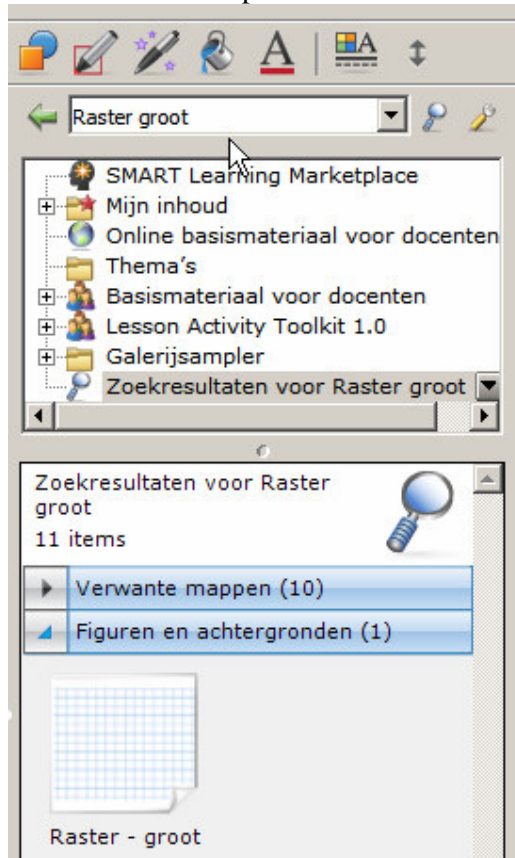 Raster groot
SMART Learning Marketplace
Mijn inhoud
Online basismateriaal voor docenten
Thema's
Basismateriaal voor docenten
Lesson Activity Toolkit 1.0
Galerijsampler
Zoekresultaten voor Raster groot
Zoekresultaten voor Raster
groot
11 items
Verwante mappen (10)
Figuren en achtergronden (1)
Raster - groot